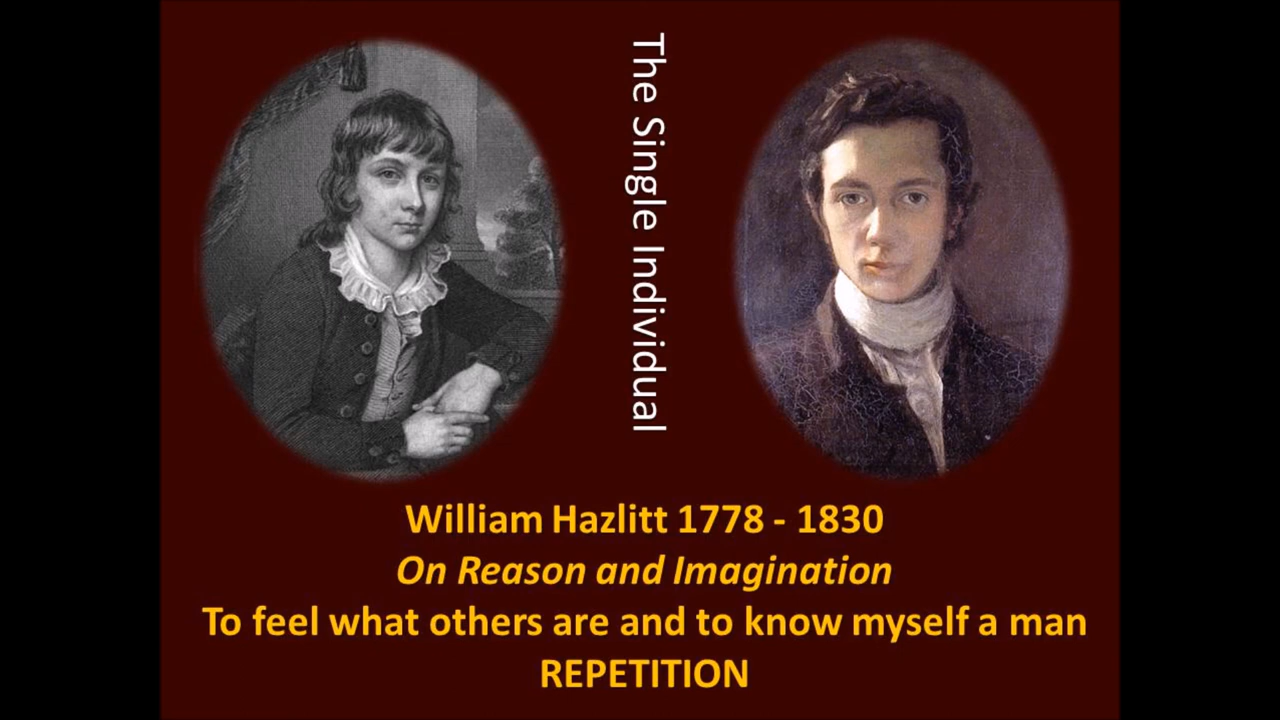 The Single Individual
William Hazlitt 1778 - 1830
On Reason and Imagination
To feel what others are and to know myself a man
REPETITION